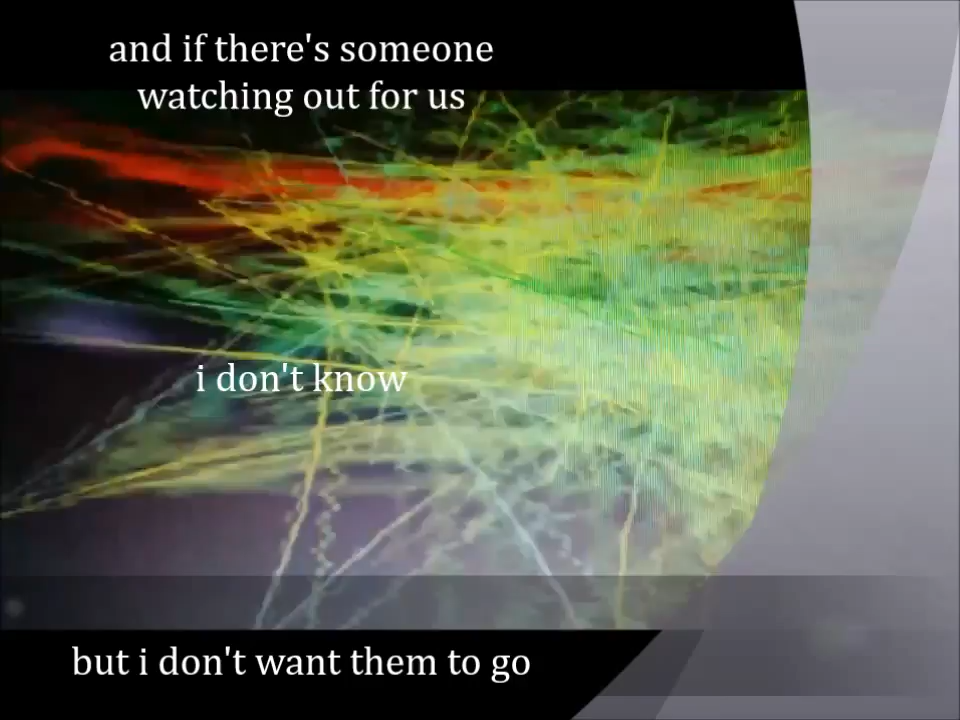 and if there's someone
watching out for us
i don't know
but i don't want them to go